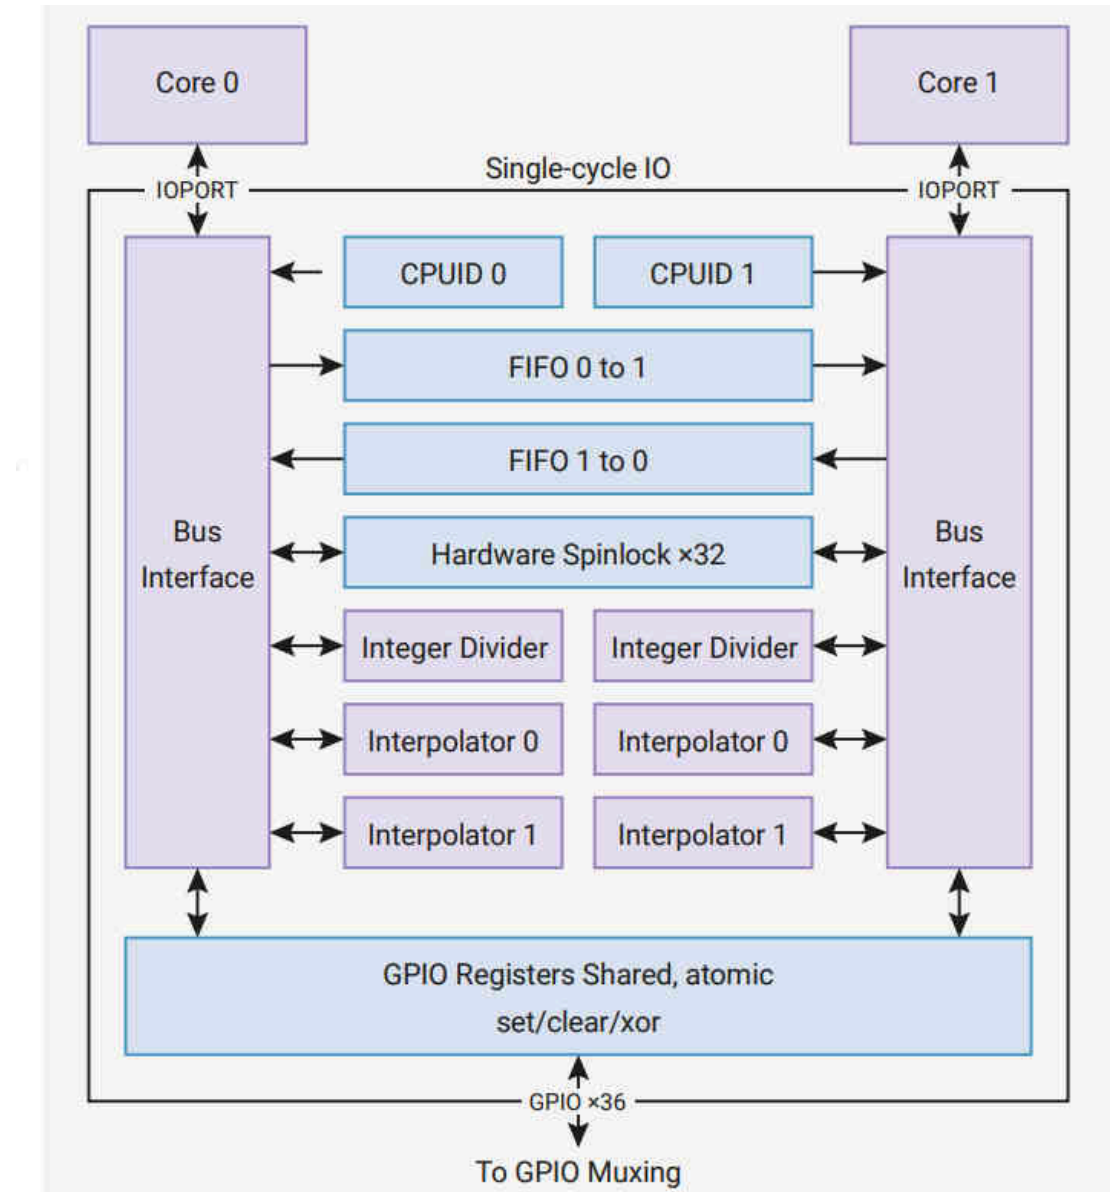 Core 0
Core 1
Single-cycle IO
IOPORT
IOPORT
CPUID 0
CPUID 1
FIFO 0 to 1
FIFO 1 to 0
Bus
Interface
Hardware Spinlock ×32
Bus
Interface
Integer Divider
Integer Divider
Interpolator 0
Interpolator 0
Interpolator 1
Interpolator 1
GPIO Registers Shared, atomic
set/clear/xor
GPIO ×36
To GPIO Muxing